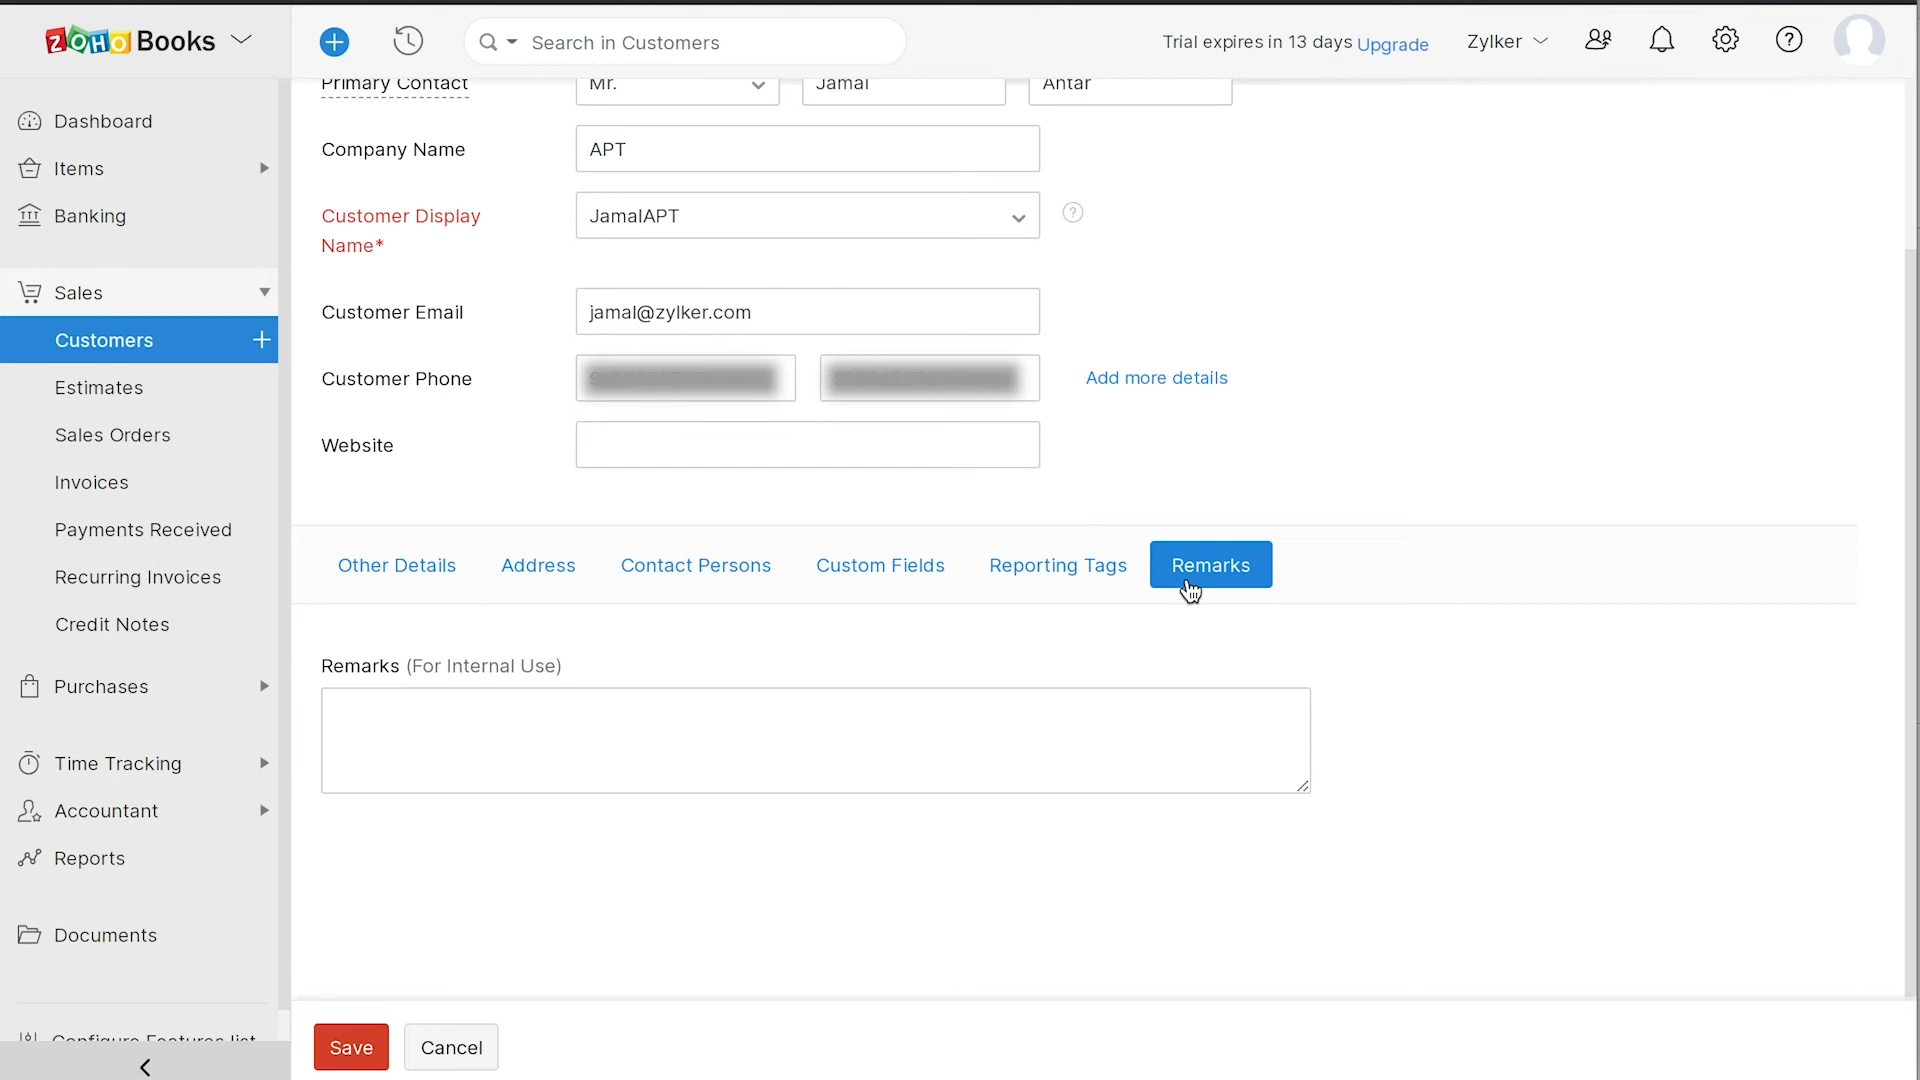 ZOHO Books
Search in Customers
Trial expires in 13 days Upgrade
Zylker
Dashboard
Items
Banking
Sales
Customers
Estimates
Sales Orders
Invoices
Payments Received
Recurring Invoices
Credit Notes
Purchases
Time Tracking
Accountant
Reports
Documents
Configure Features list
Primary Contact
Mr.
Jamal
Antar
Company Name
APT
Customer Display
Name*
JamalAPT
Customer Email
jamal@zylker.com
Customer Phone
Add more details
Website
Other Details
Address
Contact Persons
Custom Fields
Reporting Tags
Remarks
Remarks (For Internal Use)
Save
Cancel